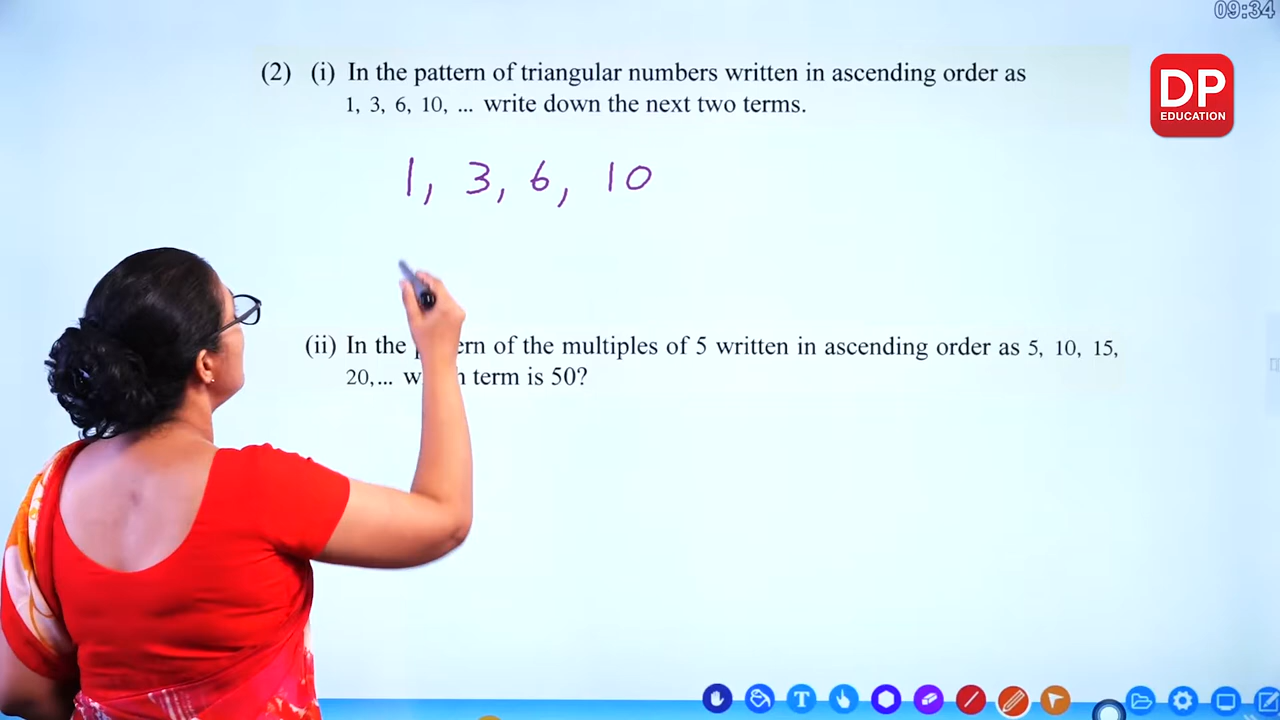 09:34
(2) (i) In the pattern of triangular numbers written in ascending order as
1, 3, 6, 10, ... write down the next two terms.
DP
EDUCATION
1, 3, 6, 10
(ii) In the ern of the multiples of 5 written in ascending order as 5, 10, 15,
20,... term is 50?
T